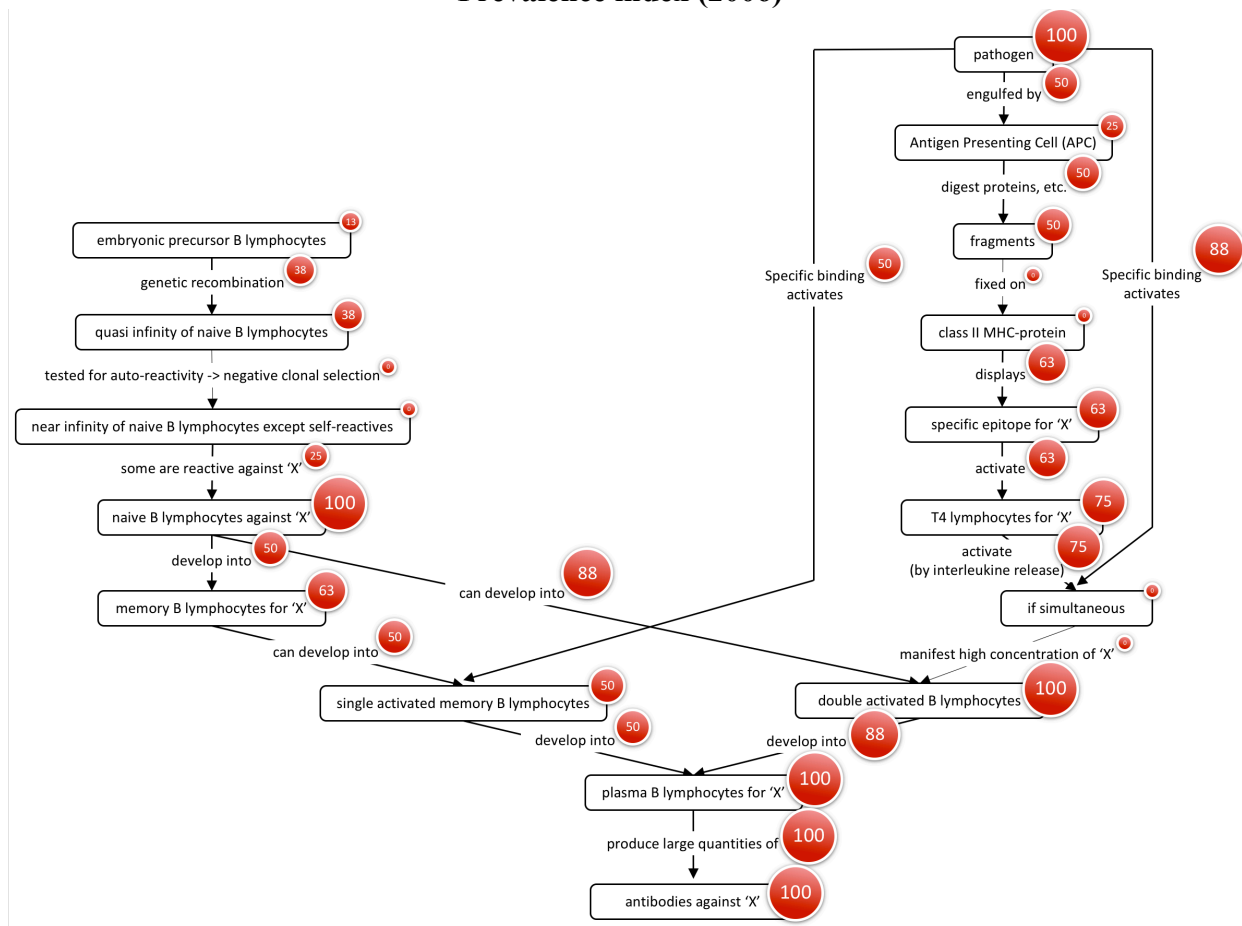 Prevalence index (2006)
100
pathogen
50
engulfed by
25
Antigen Presenting Cell (APC)
50
digest proteins, etc.
13
embryonic precursor B lymphocytes
50
fragments
88
50
Specific binding
activates
Specific binding
activates
38
genetic recombination
0
fixed on
38
quasi infinity of naive B lymphocytes
0
class II MHC-protein
63
displays
0
tested for auto-reactivity -> negative clonal selection
0
near infinity of naive B lymphocytes except self-reactives
63
specific epitope for ‘X’
25
some are reactive against ‘X’
63
activate
100
naive B lymphocytes against ‘X’
75
T4 lymphocytes for ‘X’
50
develop into
75
activate
(by interleukine release)
88
can develop into
63
memory B lymphocytes for ‘X’
0
if simultaneous
50
can develop into
0
manifest high concentration of ‘X’
50
single activated memory B lymphocytes
100
double activated B lymphocytes
50
develop into
88
develop into
100
plasma B lymphocytes for ‘X’
100
produce large quantities of
100
antibodies against ‘X’